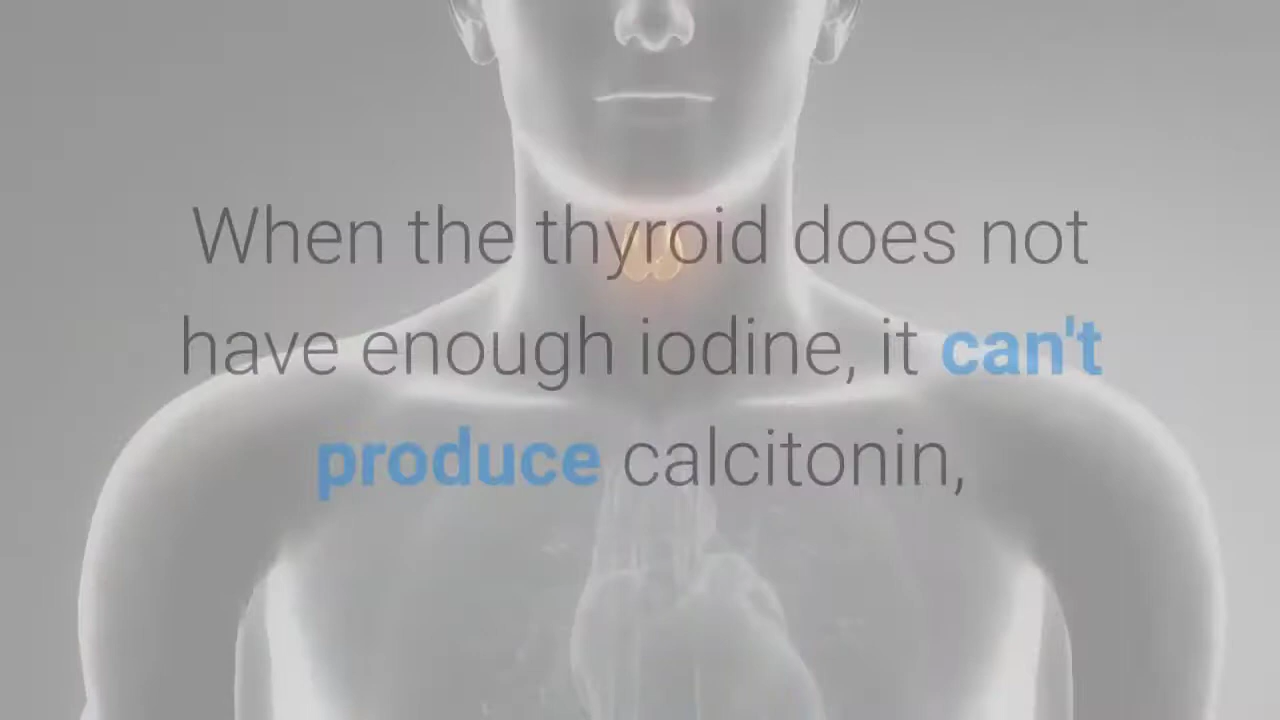 When the thyroid does not
have enough iodine, it can't
produce calcitonin,